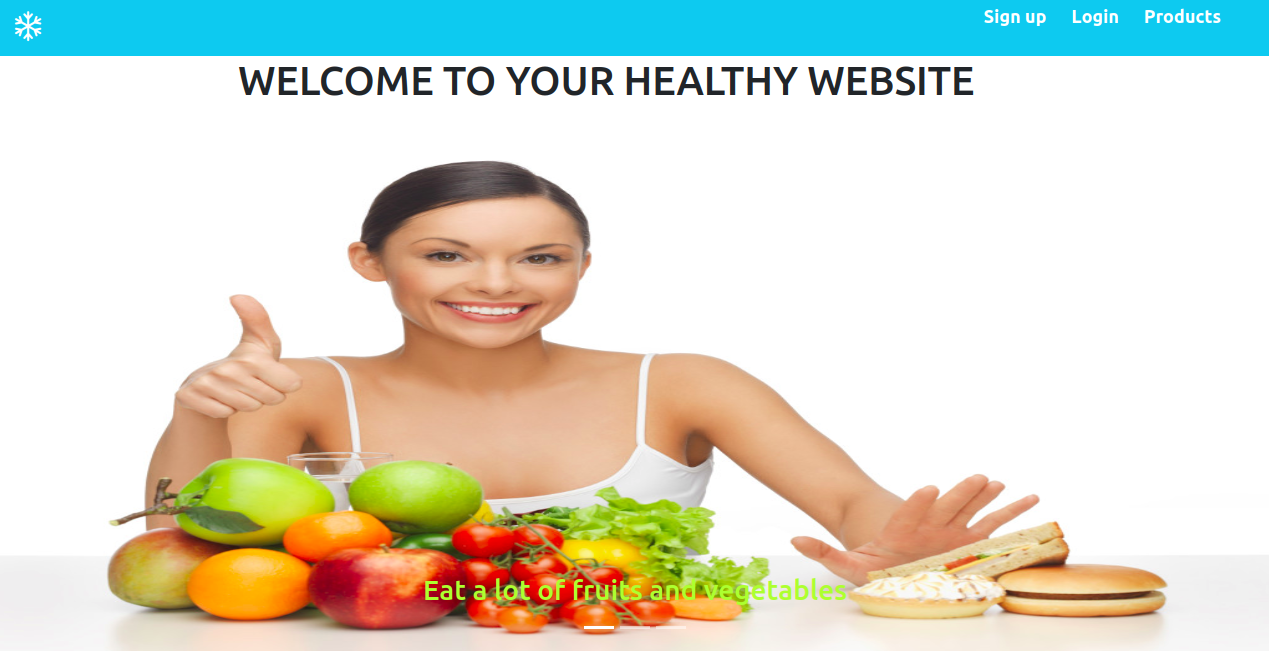 Sign up Login Products
WELCOME TO YOUR HEALTHY WEBSITE
Eat a lot of fruits and vegetables